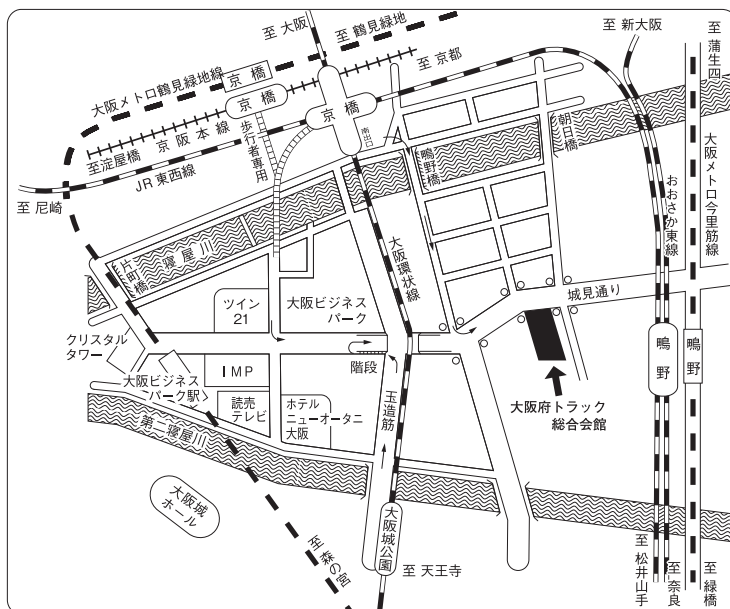 至 大阪
至 鶴見緑地
至 新大阪
至 蒲生四
大阪メトロ鶴見緑地線
京橋
至 京都
京橋
京橋
南出口
朝日橋
京阪本線
至淀屋橋
歩行者専用
鴫野橋
JR東西線
至 尼崎
大阪メトロ今里筋線
おおさか東線
寝屋川
片町橋
大阪環状線
城見通り
ツイン
21
大阪ビジネス
パーク
クリスタル
タワー
階段
鴫野
鴫野
IMP
大阪ビジネス
パーク駅
読売
テレビ
ホテル
ニューオータニ
大阪
玉造筋
大阪府トラック
総合会館
第二寝屋川
大阪城
ホール
大阪城公園
至 森の宮
至 天王寺
至 松井山手
至 奈良
至 緑橋